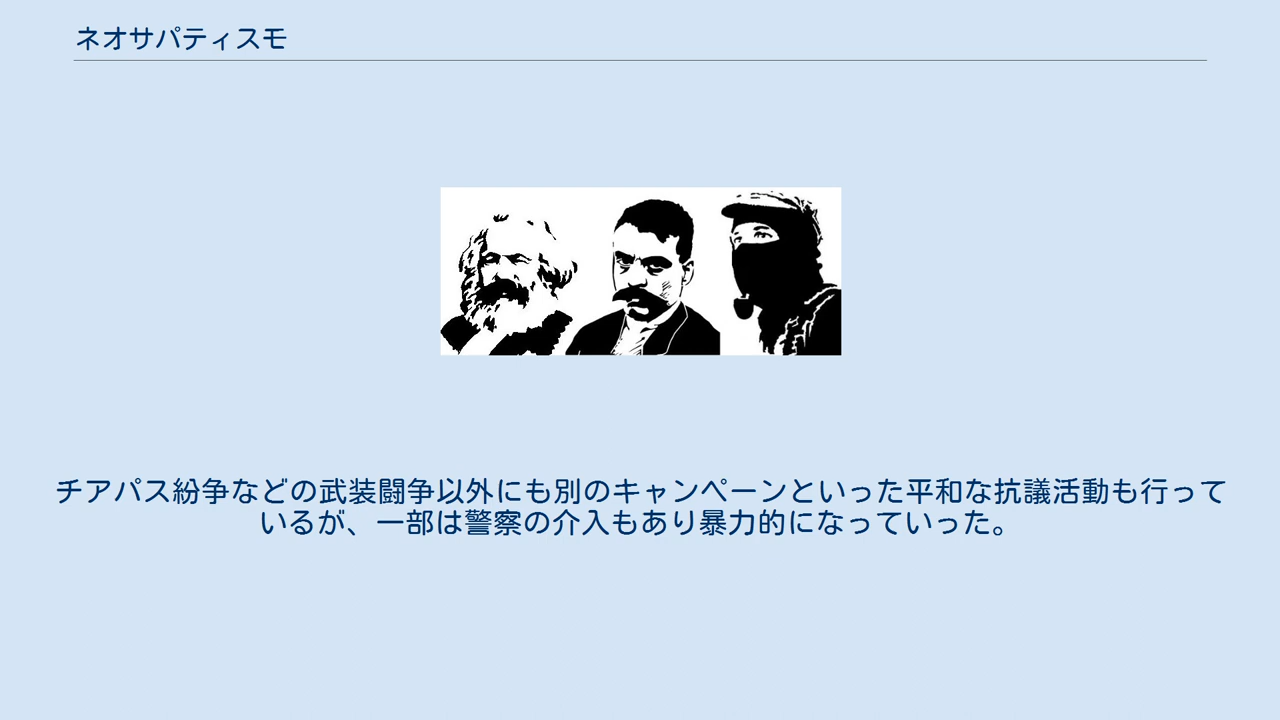 ネオサパティスモ
チアパス紛争などの武装闘争以外にも別のキャンペーンといった平和な抗議活動も行って
いるが、一部は警察の介入もあり暴力的になっていった。